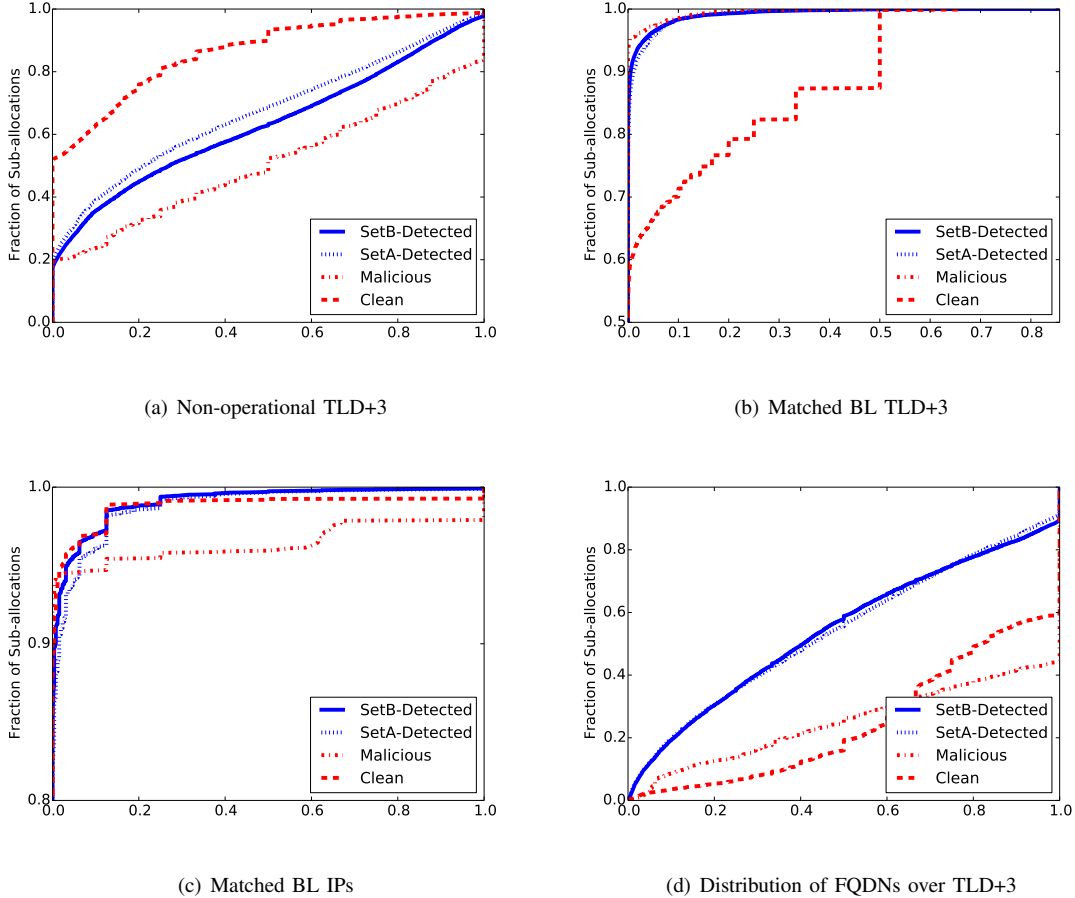 1.0
0.8
0.6
0.4
0.2
0.0
Fraction of Sub-allocations
0.0 0.2 0.4 0.6 0.8 1.0
SetB-Detected
SetA-Detected
Malicious
Clean
(a) Non-operational TLD+3
1.0
0.9
0.8
0.7
0.6
0.5
Fraction of Sub-allocations
0.0 0.1 0.2 0.3 0.4 0.5 0.6 0.7 0.8
SetB-Detected
SetA-Detected
Malicious
Clean
(b) Matched BL TLD+3
1.0
0.9
0.8
Fraction of Sub-allocations
0.0 0.2 0.4 0.6 0.8 1.0
SetB-Detected
SetA-Detected
Malicious
Clean
(c) Matched BL IPs
1.0
0.8
0.6
0.4
0.2
0.0
Fraction of Sub-allocations
0.0 0.2 0.4 0.6 0.8 1.0
SetB-Detected
SetA-Detected
Malicious
Clean
(d) Distribution of FQDNs over TLD+3